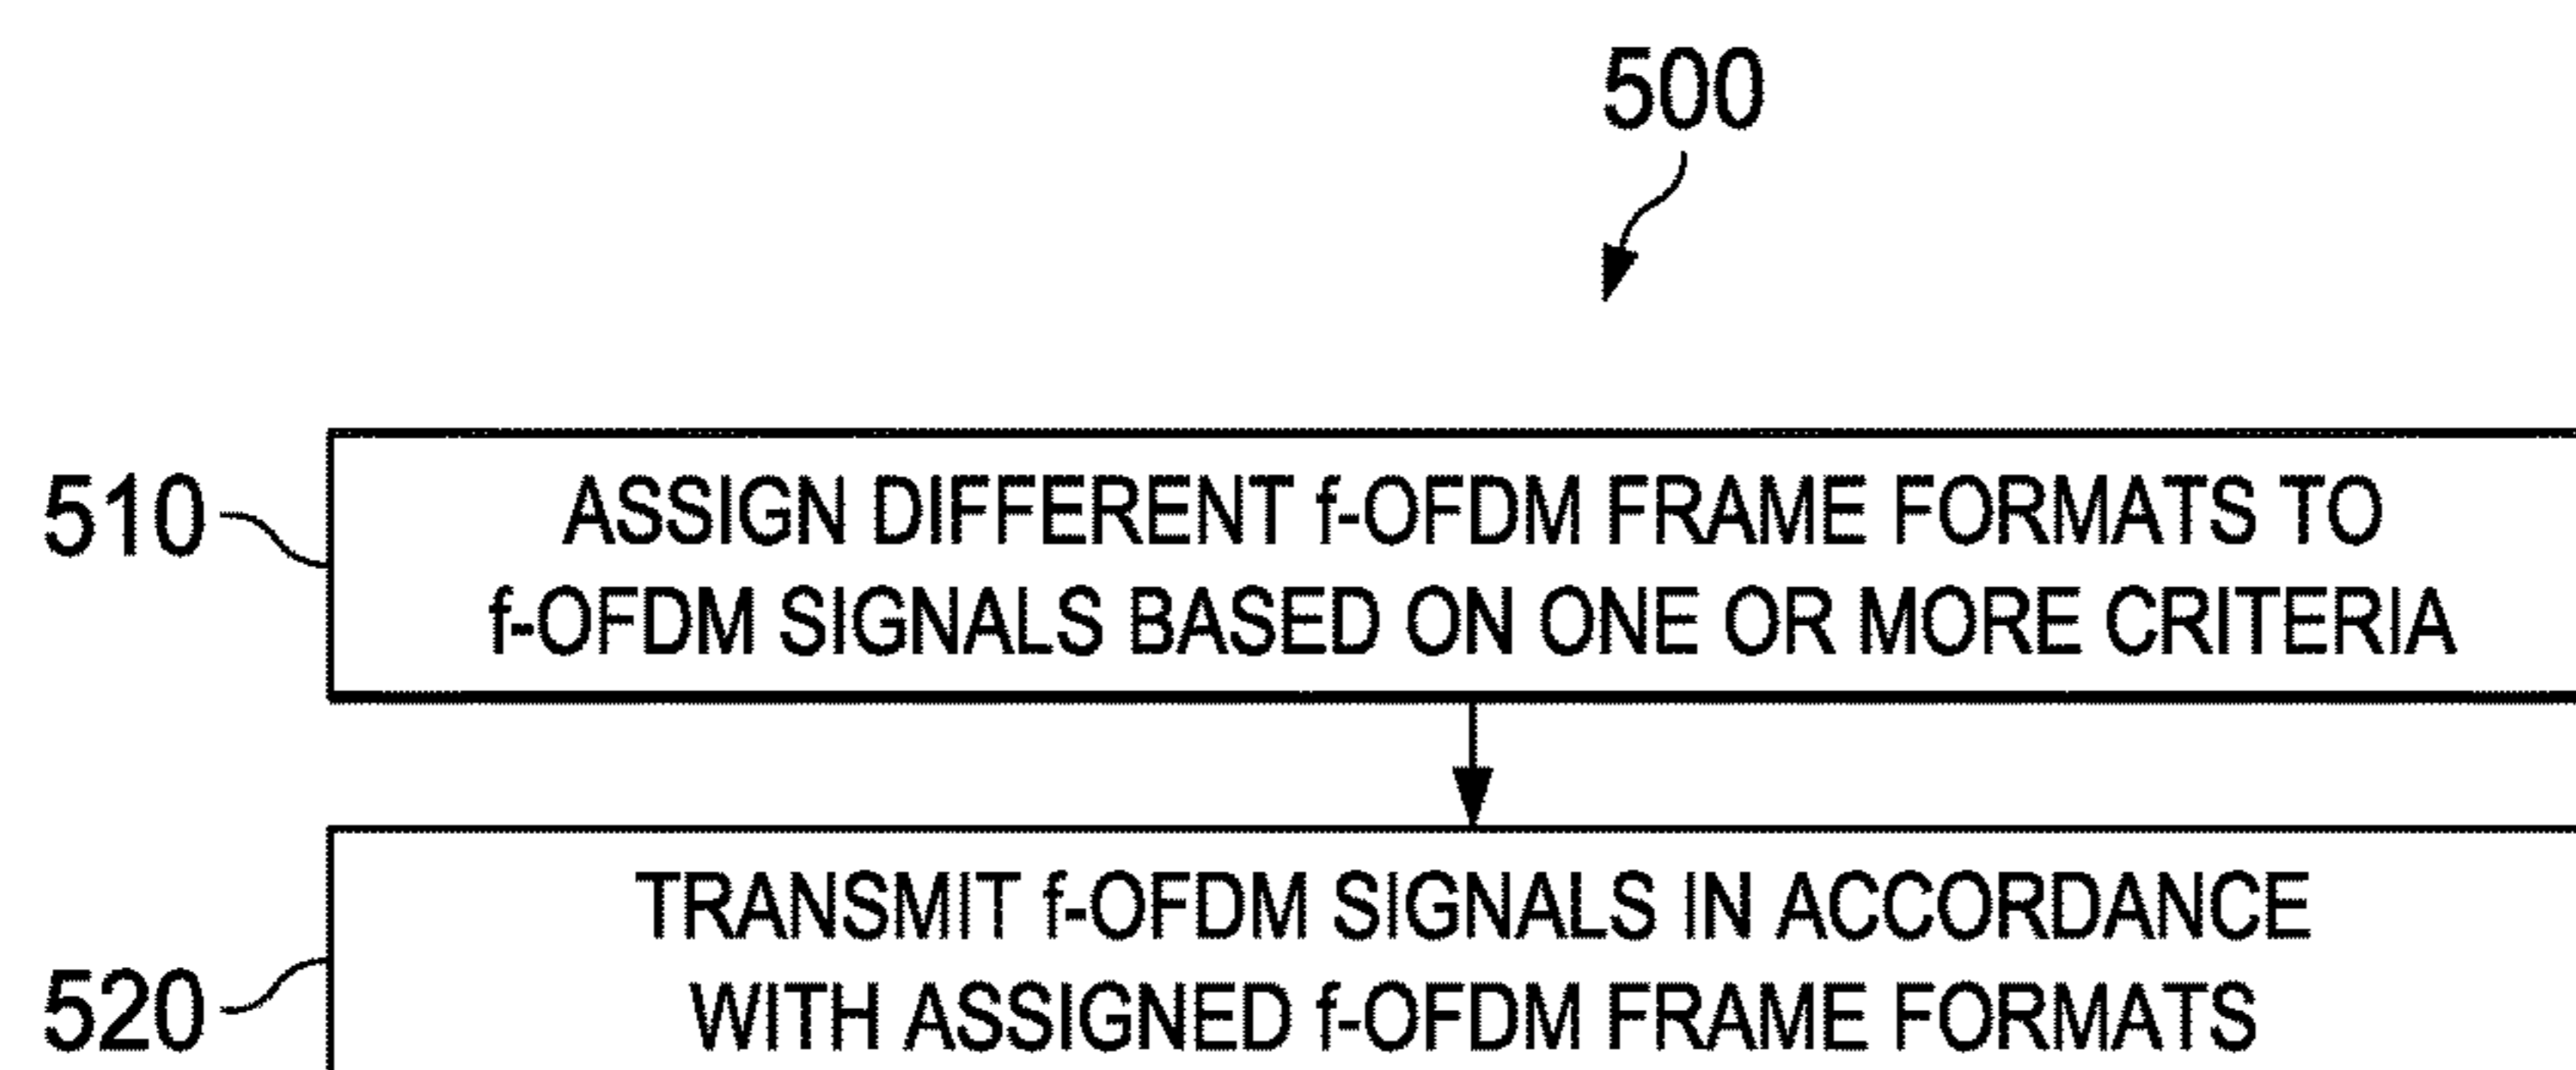 500
510
ASSIGN DIFFERENT f-OFDM FRAME FORMATS TO
f-OFDM SIGNALS BASED ON ONE OR MORE CRITERIA
520
TRANSMIT f-OFDM SIGNALS IN ACCORDANCE
WITH ASSIGNED f-OFDM FRAME FORMATS